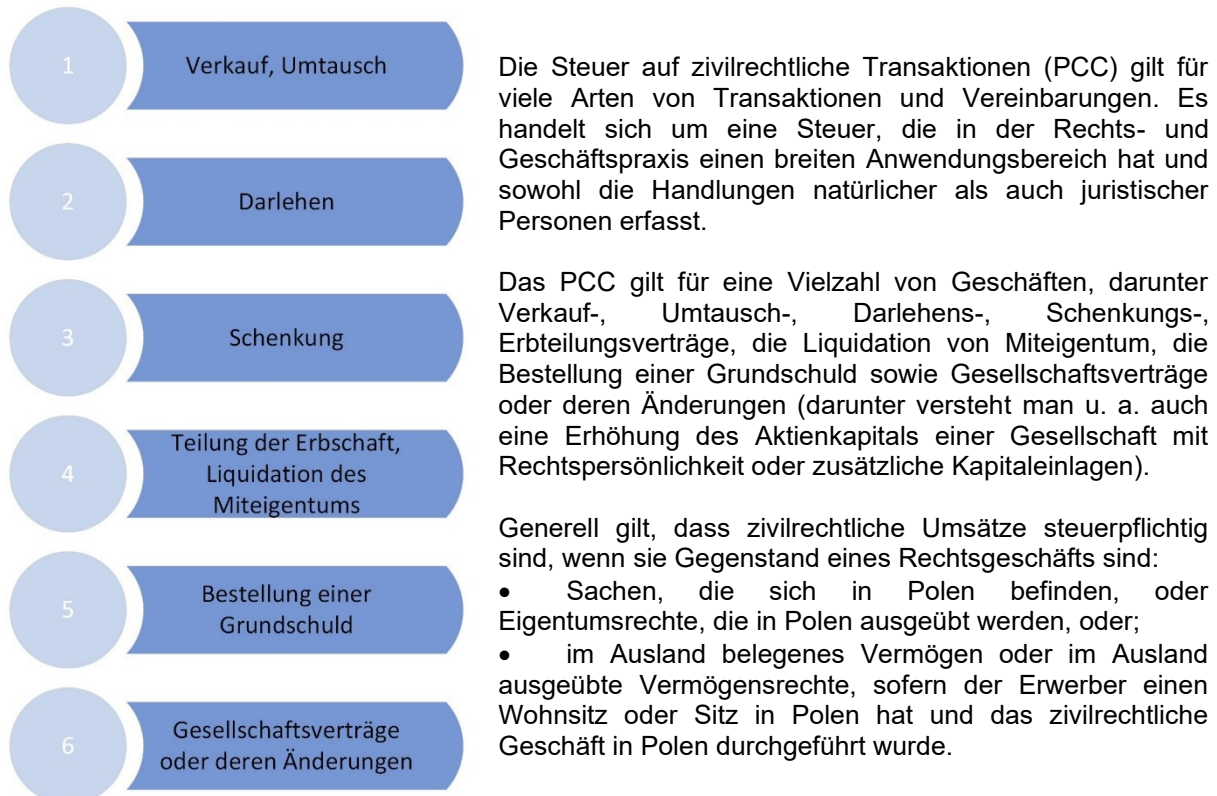 1
Verkauf, Umtausch
2
Darlehen
3
Schenkung
4
Teilung der Erbschaft,
Liquidation des
Miteigentums
5
Bestellung einer
Grundschuld
6
Gesellschaftsverträge
oder deren Änderungen
Die Steuer auf zivilrechtliche Transaktionen (PCC) gilt für
viele Arten von Transaktionen und Vereinbarungen. Es
handelt sich um eine Steuer, die in der Rechts- und
Geschäftspraxis einen breiten Anwendungsbereich hat und
sowohl die Handlungen natürlicher als auch juristischer
Personen erfasst.
Das PCC gilt für eine Vielzahl von Geschäften, darunter
Verkauf-, Umtausch-, Darlehens-, Schenkungs-,
Erbteilungsverträge, die Liquidation von Miteigentum, die
Bestellung einer Grundschuld sowie Gesellschaftsverträge
oder deren Änderungen (darunter versteht man u. a. auch
eine Erhöhung des Aktienkapitals einer Gesellschaft mit
Rechtspersönlichkeit oder zusätzliche Kapitaleinlagen).
Generell gilt, dass zivilrechtliche Umsätze steuerpflichtig
sind, wenn sie Gegenstand eines Rechtsgeschäfts sind:
• Sachen, die sich in Polen befinden, oder
Eigentumsrechte, die in Polen ausgeübt werden, oder;
• im Ausland belegenes Vermögen oder im Ausland
ausgeübte Vermögensrechte, sofern der Erwerber einen
Wohnsitz oder Sitz in Polen hat und das zivilrechtliche
Geschäft in Polen durchgeführt wurde.